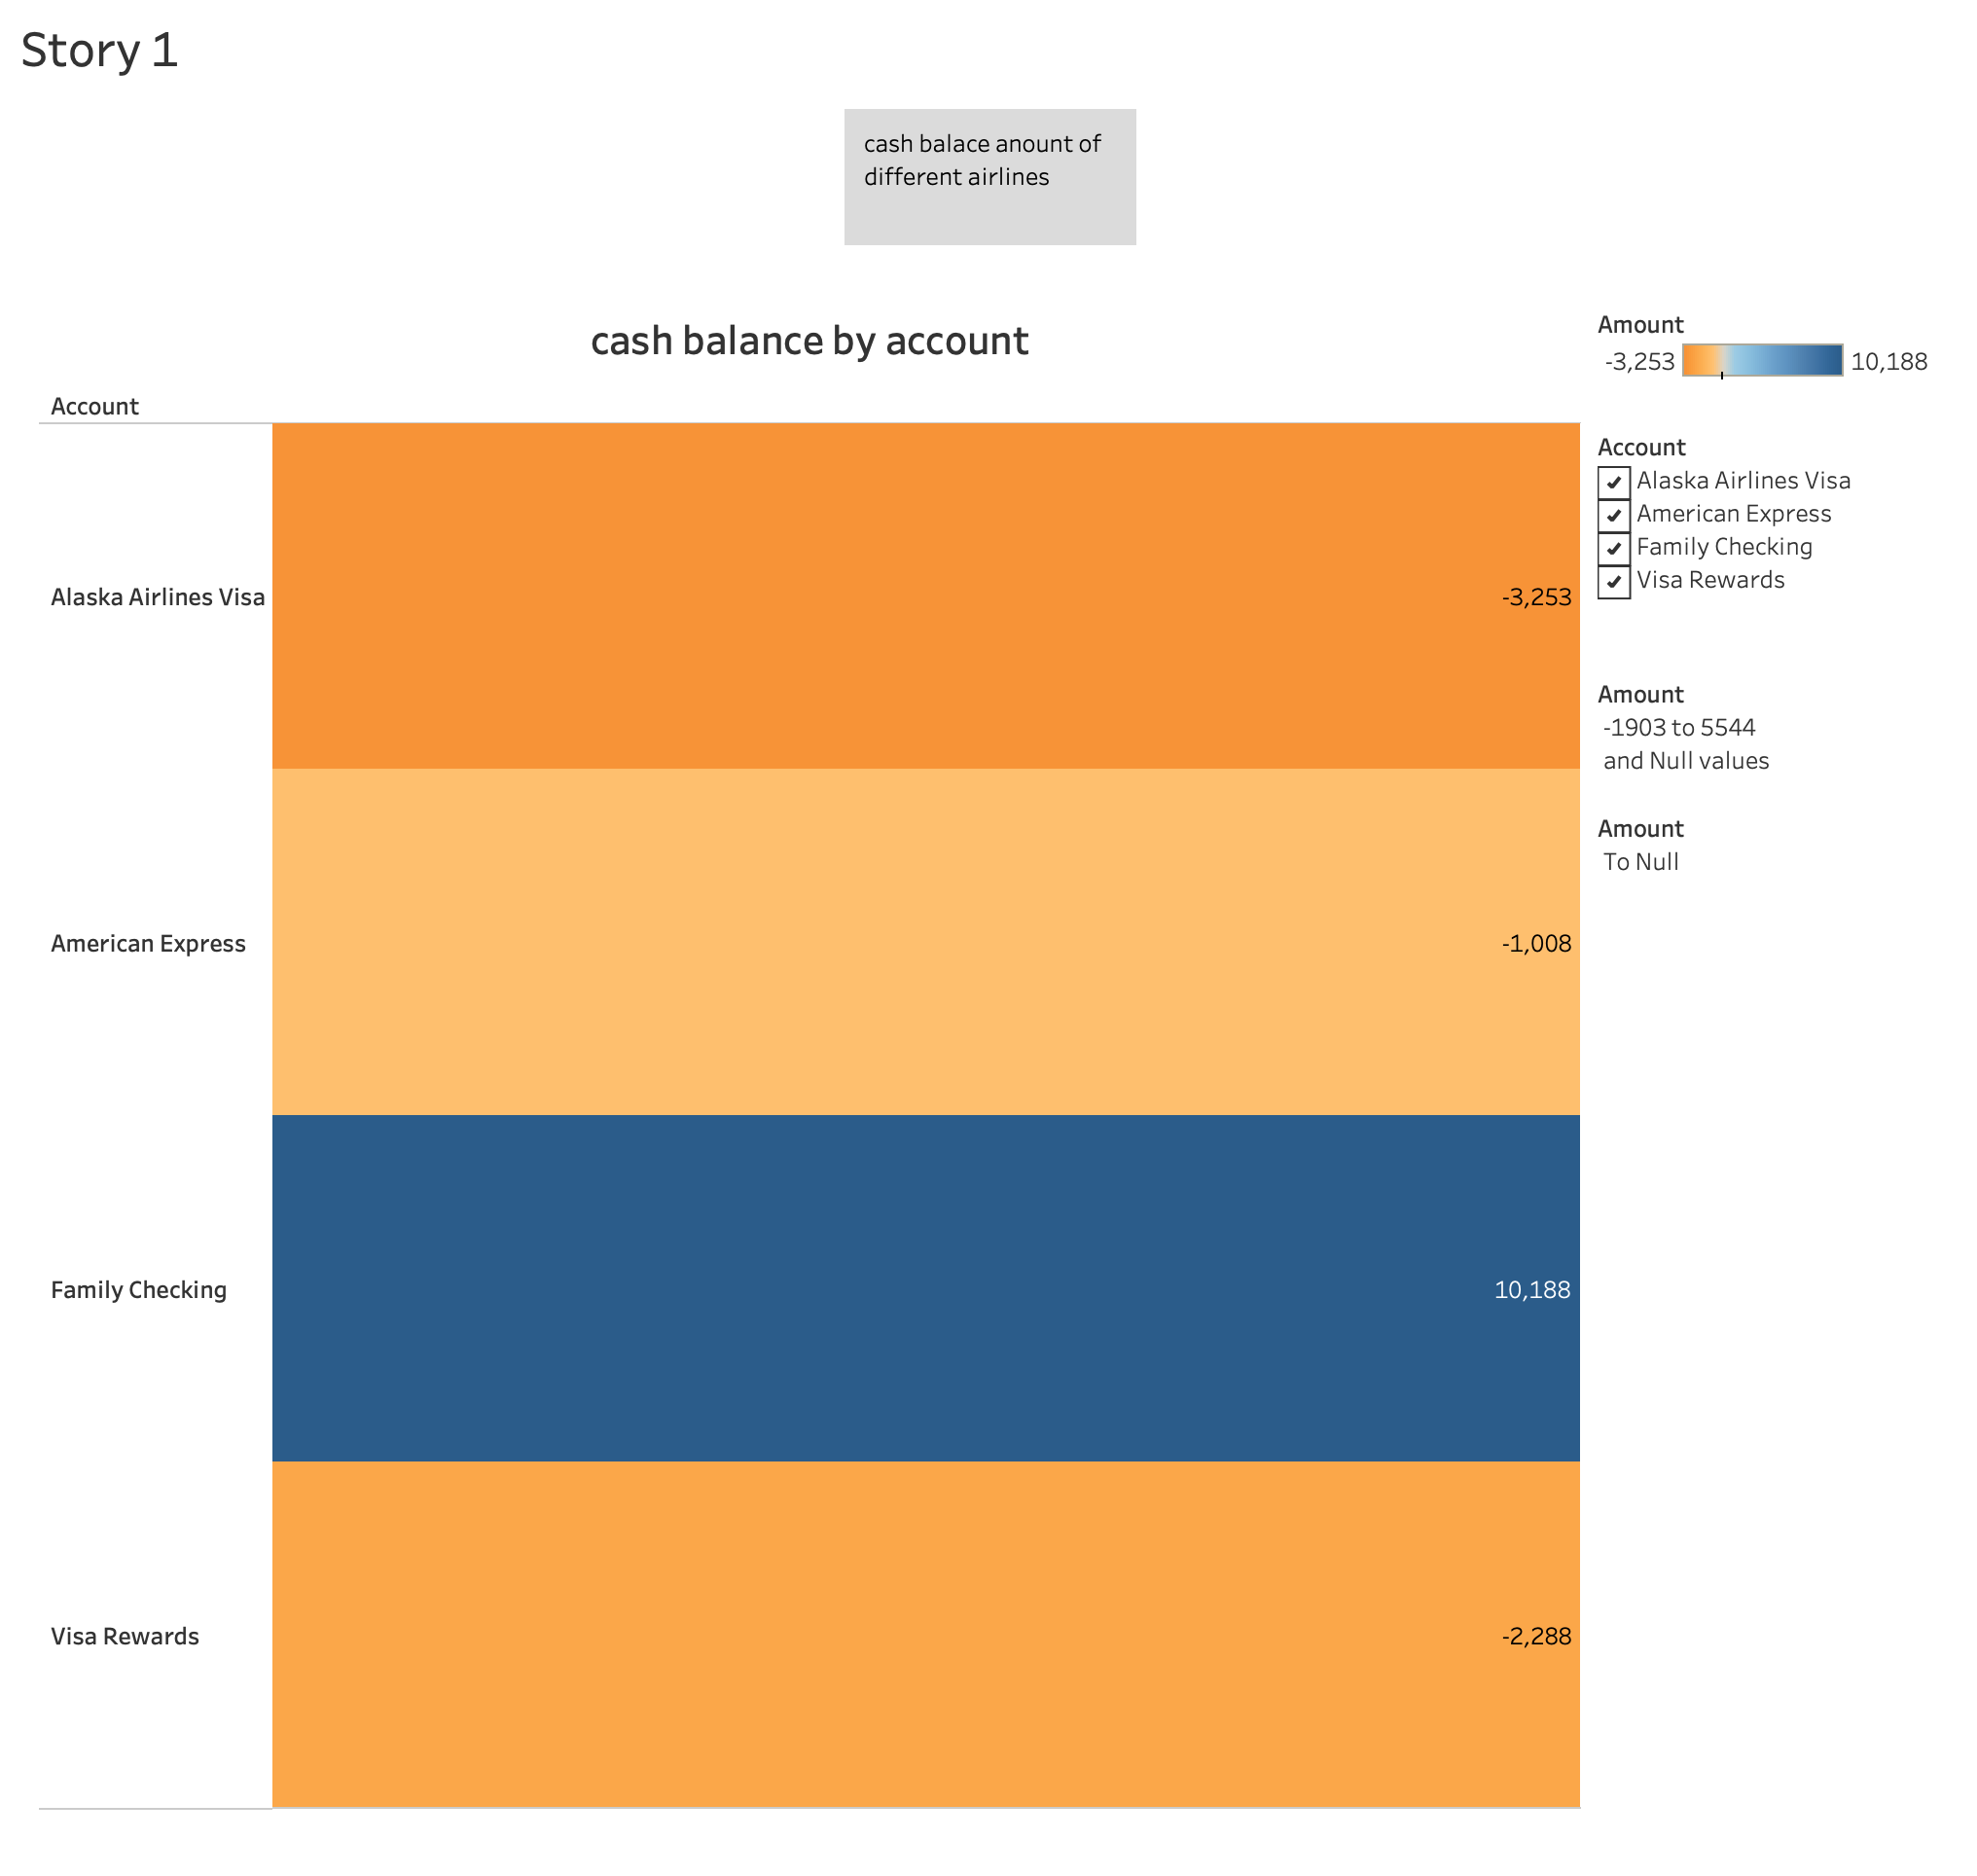 Story 1
cash balace anount of
different airlines
cash balance by account
Account
Alaska Airlines Visa
-3,253
American Express
-1,008
Family Checking
10,188
Visa Rewards
-2,288
Amount
-3,253 10,188
Account
Alaska Airlines Visa
American Express
Family Checking
Visa Rewards
Amount
-1903 to 5544
and Null values
Amount
To Null